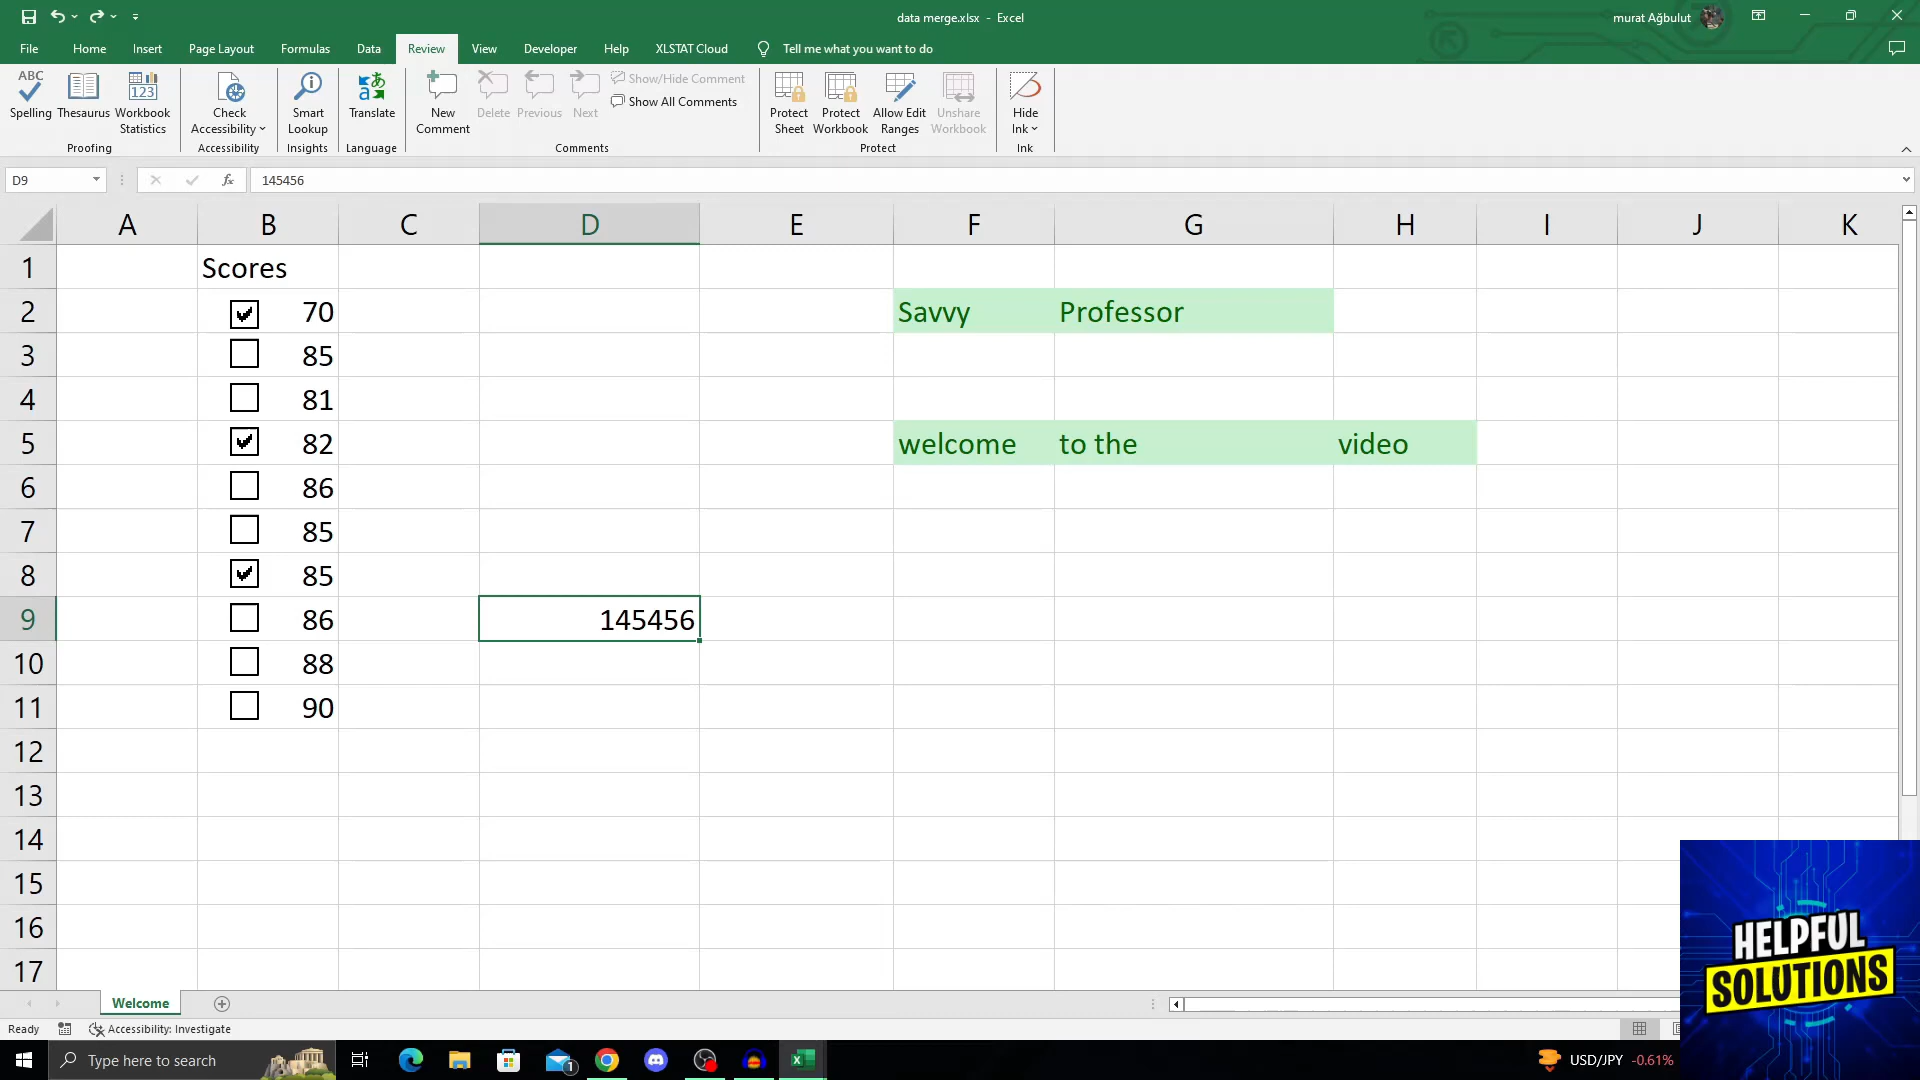 data merge.xlsx - Excel
murat Ağbulut
File Home Insert Page Layout Formulas Data Review View Developer Help XLSTAT Cloud Tell me what you want to do
ABC
Spelling
Thesaurus
123
Workbook Statistics
Proofing
Check Accessibility
Accessibility
Smart Lookup
Insights
Translate
Language
New Comment
Delete
Previous
Next
Show/Hide Comment
Show All Comments
Comments
Protect Sheet
Protect Workbook
Allow Edit Ranges
Unshare Workbook
Protect
Hide Ink
Ink
D9 fx 145456
A B C D E F G H I J K
1 Scores
2 70 Savvy Professor
3 85
4 81
5 82 welcome to the video
6 86
7 85
8 85
9 86 145456
10 88
11 90
12
13
14
15
16
17
HELPFUL
SOLUTIONS
Welcome
Ready Accessibility: Investigate
Type here to search
1
USD/JPY -0.61%